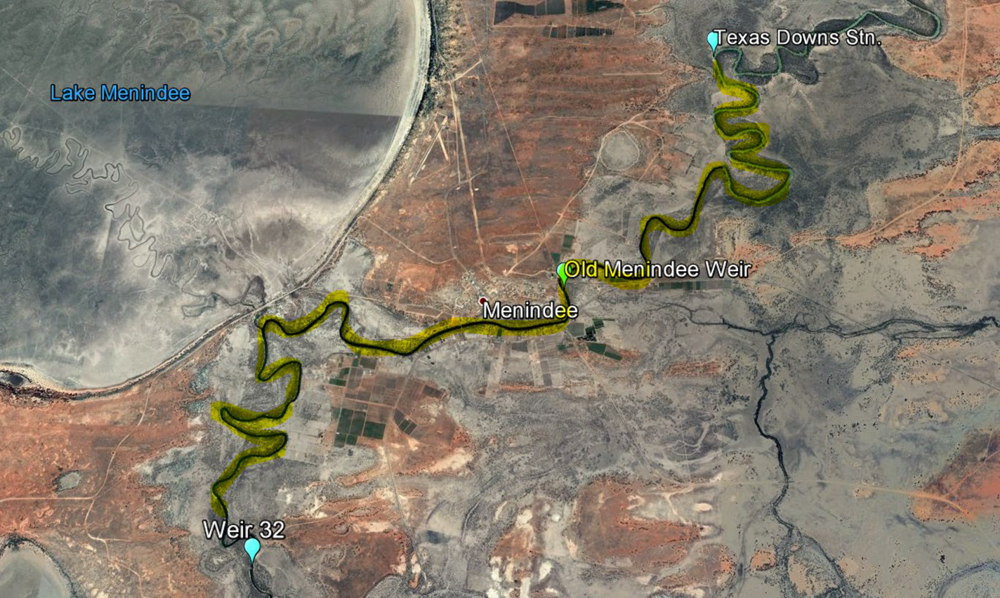 Texas Downs Stn.
Lake Menindee
Old Menindee Weir
Menindee
Weir 32